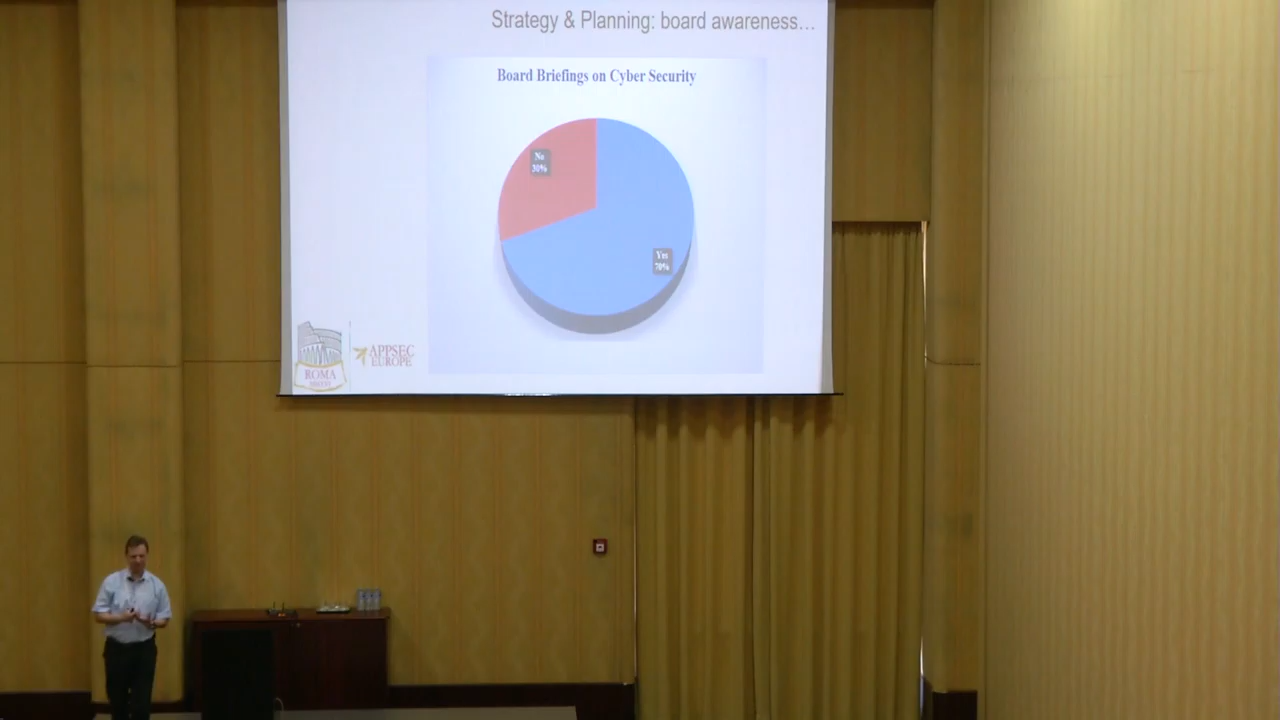 Strategy & Planning: board awareness…
Board Briefings on Cyber Security
No
30%
Yes
70%
ROMA
APPSEC
EUROPE